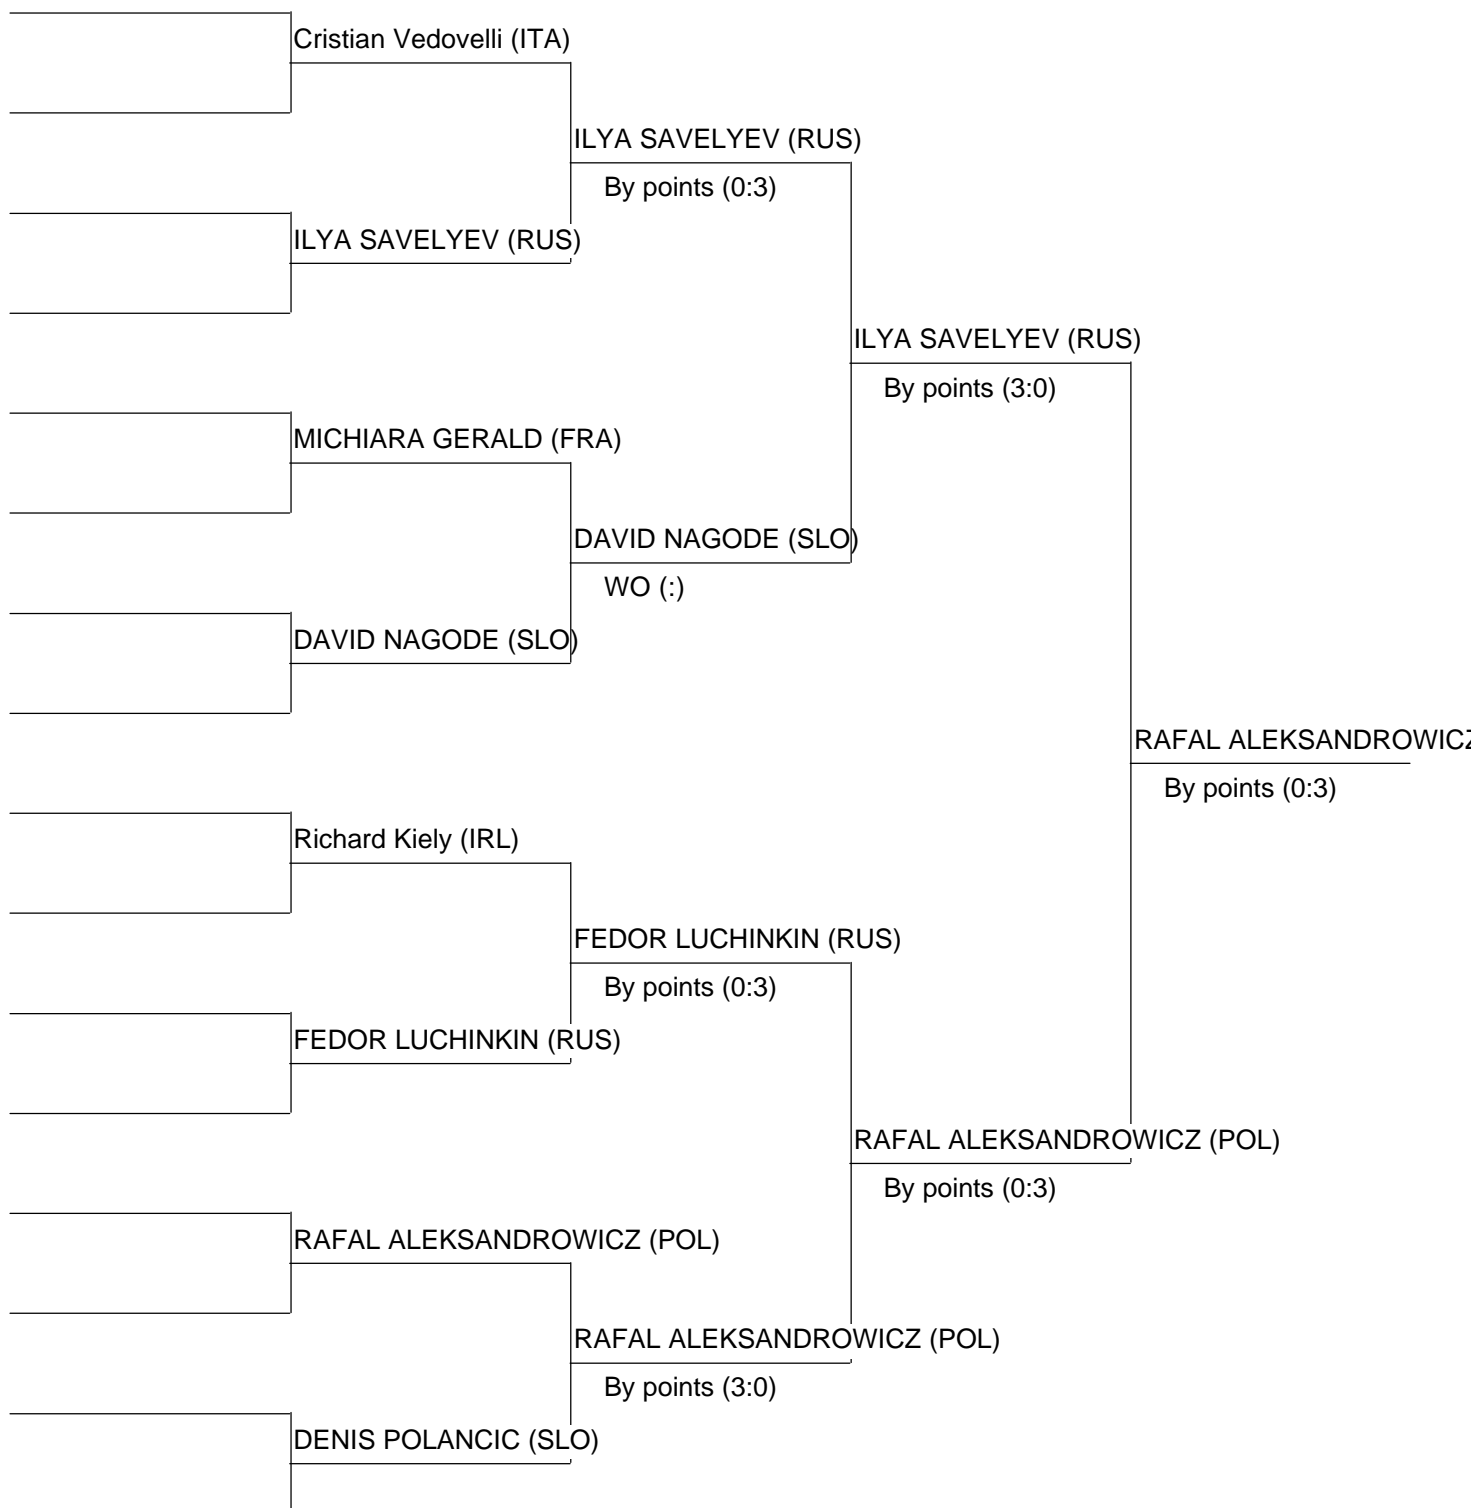 Cristian Vedovelli (ITA)
ILYA SAVELYEV (RUS)
By points (0:3)
ILYA SAVELYEV (RUS)
ILYA SAVELYEV (RUS)
By points (3:0)
MICHIARA GERALD (FRA)
DAVID NAGODE (SLO)
WO (:)
DAVID NAGODE (SLO)
RAFAL ALEKSANDROWICZ
By points (0:3)
Richard Kiely (IRL)
FEDOR LUCHINKIN (RUS)
By points (0:3)
FEDOR LUCHINKIN (RUS)
RAFAL ALEKSANDROWICZ (POL)
By points (0:3)
RAFAL ALEKSANDROWICZ (POL)
RAFAL ALEKSANDROWICZ (POL)
By points (3:0)
DENIS POLANCIC (SLO)